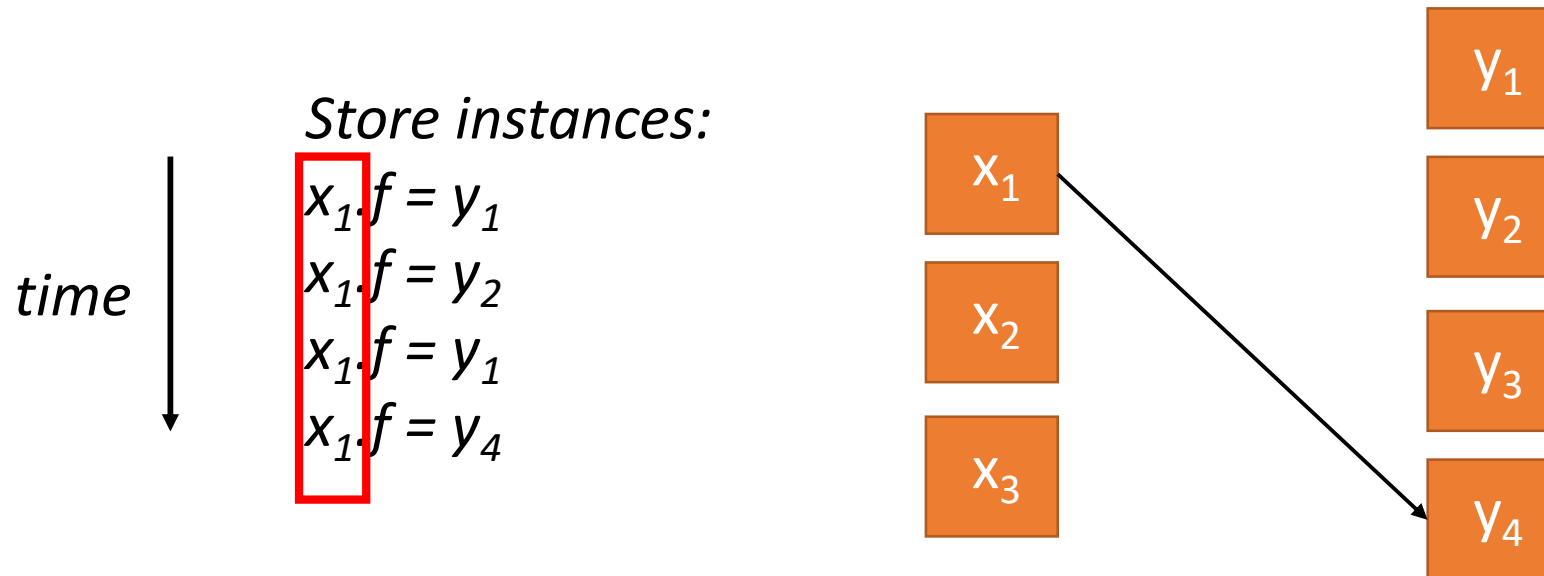 Store instances:
x₁.f = y₁
x₁.f = y₂
x₁.f = y₁
x₁.f = y₄
time
x₁
x₂
x₃
y₁
y₂
y₃
y₄